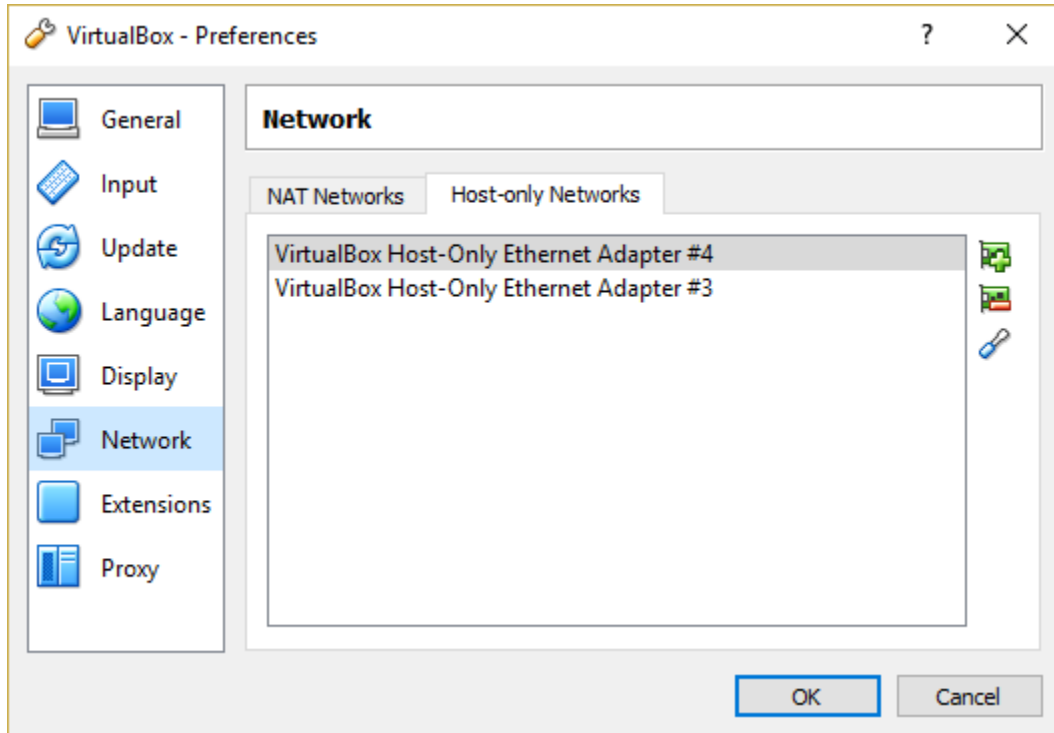 VirtualBox - Preferences
?
General
Input
Update
Language
Display
Network
Extensions
Proxy
Network
NAT Networks
Host-only Networks
VirtualBox Host-Only Ethernet Adapter #4
VirtualBox Host-Only Ethernet Adapter #3
OK
Cancel